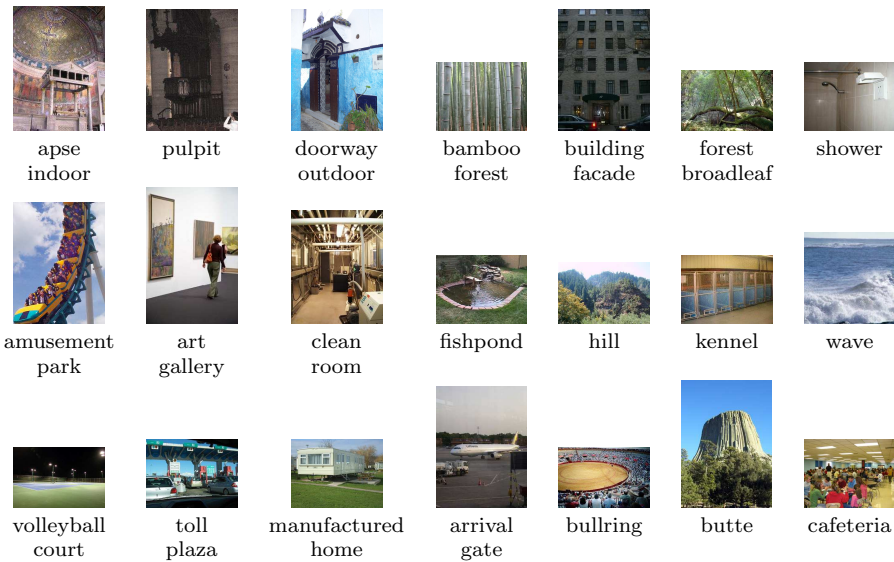 apse
indoor
pulpit
doorway
outdoor
bamboo
forest
building
facade
forest
broadleaf
shower
amusement
park
art
gallery
clean
room
fishpond
hill
kennel
wave
volleyball
court
toll
plaza
manufactured
home
arrival
gate
bullring
butte
cafeteria